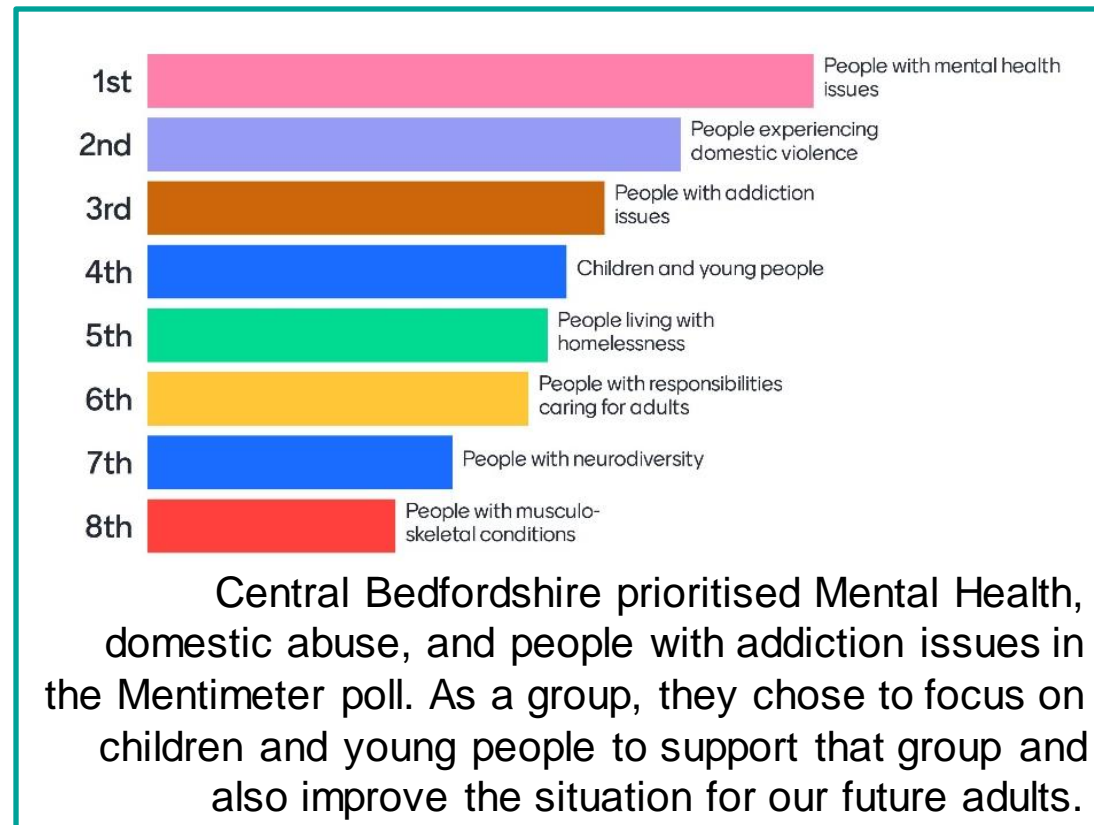 1st
People with mental health
issues
2nd
People experiencing
domestic violence
3rd
People with addiction
issues
4th
Children and young people
5th
People living with
homelessness
6th
People with responsibilities
caring for adults
7th
People with neurodiversity
8th
People with musculo-
skeletal conditions
Central Bedfordshire prioritised Mental Health,
domestic abuse, and people with addiction issues in
the Mentimeter poll. As a group, they chose to focus on
children and young people to support that group and
also improve the situation for our future adults.